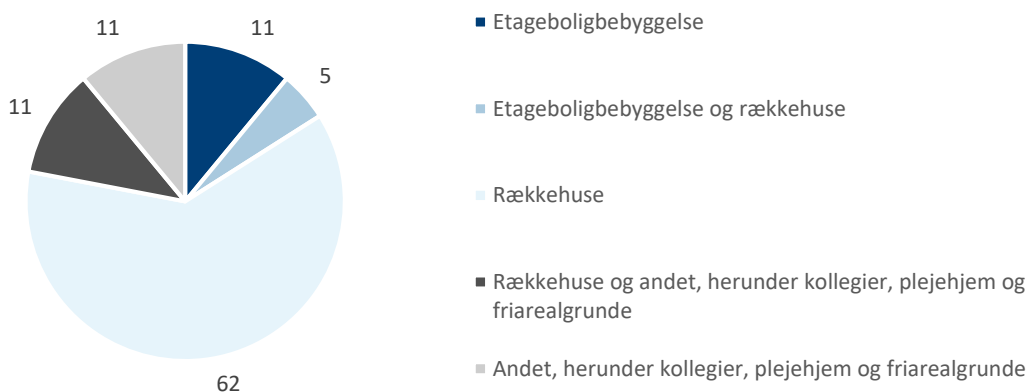 11
11
5
11
62
Etageboligbebyggelse
Etageboligbebyggelse og rækkehuse
Rækkehuse
Rækkehuse og andet, herunder kollegier, plejehjem og
friarealgrunde
Andet, herunder kollegier, plejehjem og friarealgrunde